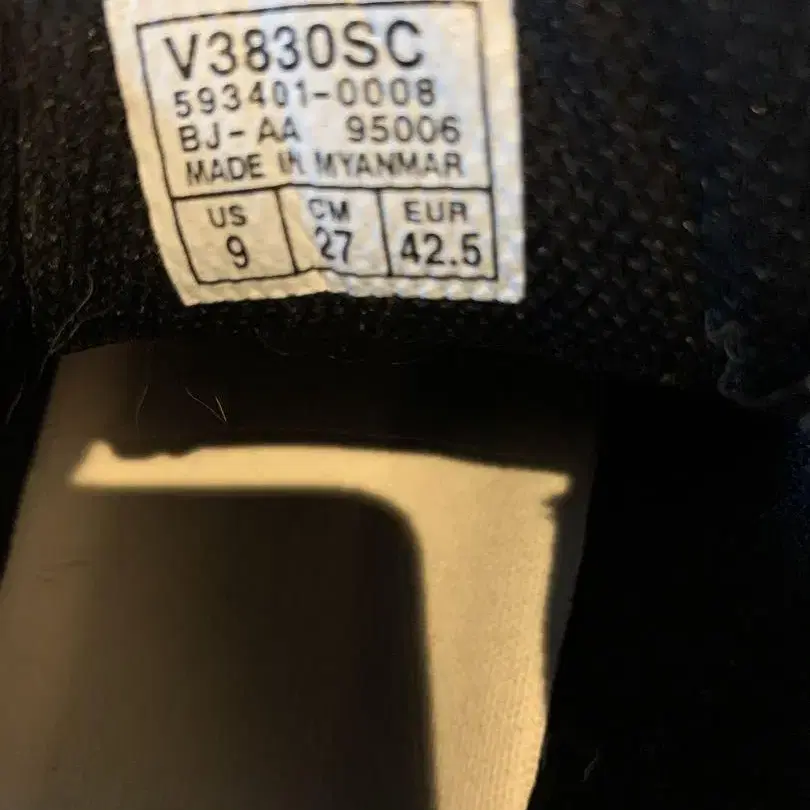 V3830SC
593401-0008
BJ-AA 95006
MADE IN MYANMAR
US CM EUR
9 27 42.5